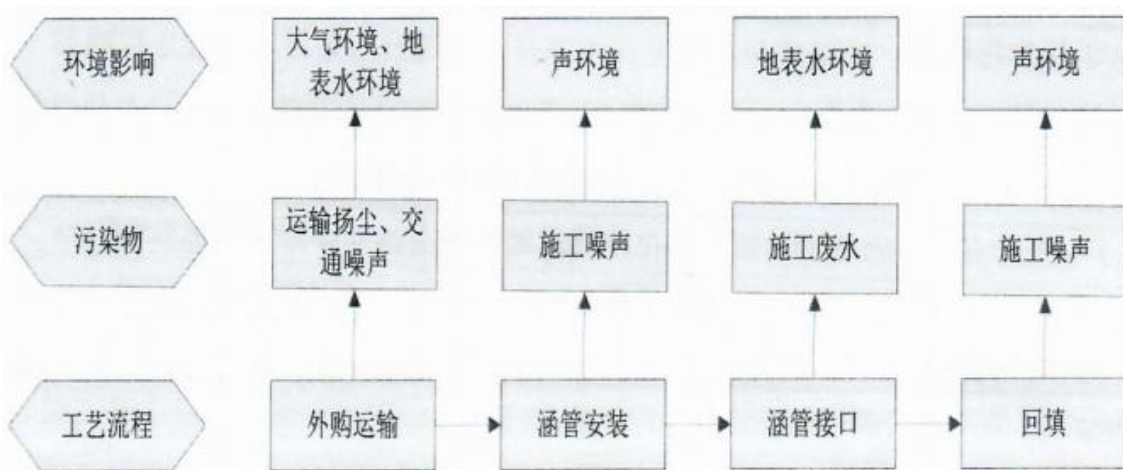 环境影响
大气环境、地
表水环境
声环境
地表水环境
声环境
污染物
运输扬尘、交
通噪声
施工噪声
施工废水
施工噪声
工艺流程
外购运输
涵管安装
涵管接口
回填